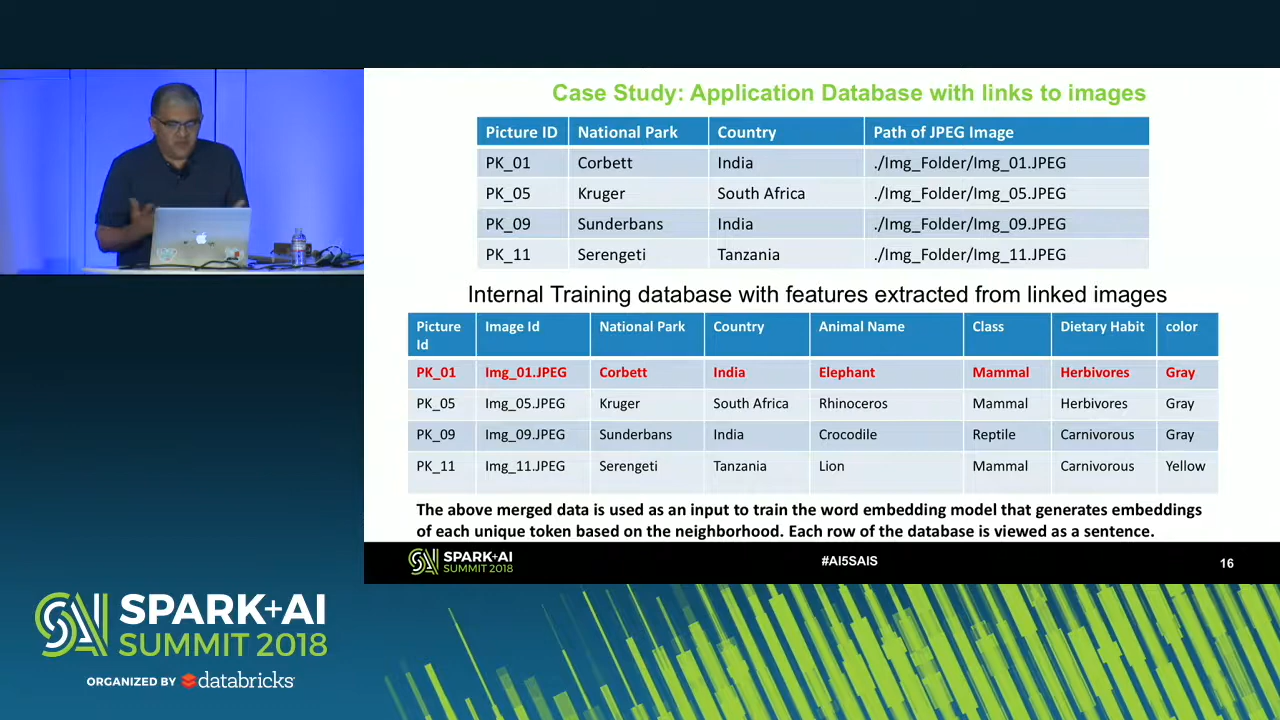 Case Study: Application Database with links to images
Picture ID National Park Country Path of JPEG Image
PK_01 Corbett India ./Img_Folder/Img_01.JPEG
PK_05 Kruger South Africa ./Img_Folder/Img_05.JPEG
PK_09 Sunderbans India ./Img_Folder/Img_09.JPEG
PK_11 Serengeti Tanzania ./Img_Folder/Img_11.JPEG
Internal Training database with features extracted from linked images
Picture Id Image Id National Park Country Animal Name Class Dietary Habit color
PK_01 Img_01.JPEG Corbett India Elephant Mammal Herbivores Gray
PK_05 Img_05.JPEG Kruger South Africa Rhinoceros Mammal Herbivores Gray
PK_09 Img_09.JPEG Sunderbans India Crocodile Reptile Carnivorous Gray
PK_11 Img_11.JPEG Serengeti Tanzania Lion Mammal Carnivorous Yellow
The above merged data is used as an input to train the word embedding model that generates embeddings
of each unique token based on the neighborhood. Each row of the database is viewed as a sentence.
SPARK+AI
SUMMIT 2018
#AI5SAIS
16
SPARK+AI
SUMMIT 2018
ORGANIZED BY databricks